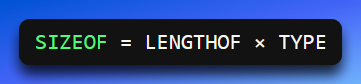 SIZEOF = LENGTHOF × TYPE